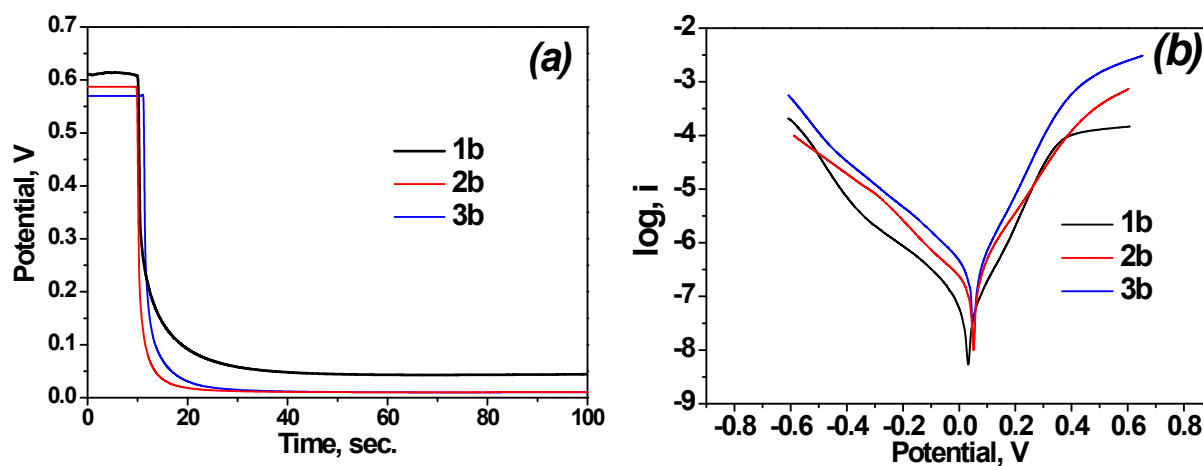 (a)
0.7
0.6
0.5
0.4
0.3
0.2
0.1
0.0
Potential, V
1b
2b
3b
0 20 40 60 80 100
Time, sec.
(b)
-2
-3
-4
-5
-6
-7
-8
-9
log, i
1b
2b
3b
-0.8 -0.6 -0.4 -0.2 0.0 0.2 0.4 0.6 0.8
Potential, V